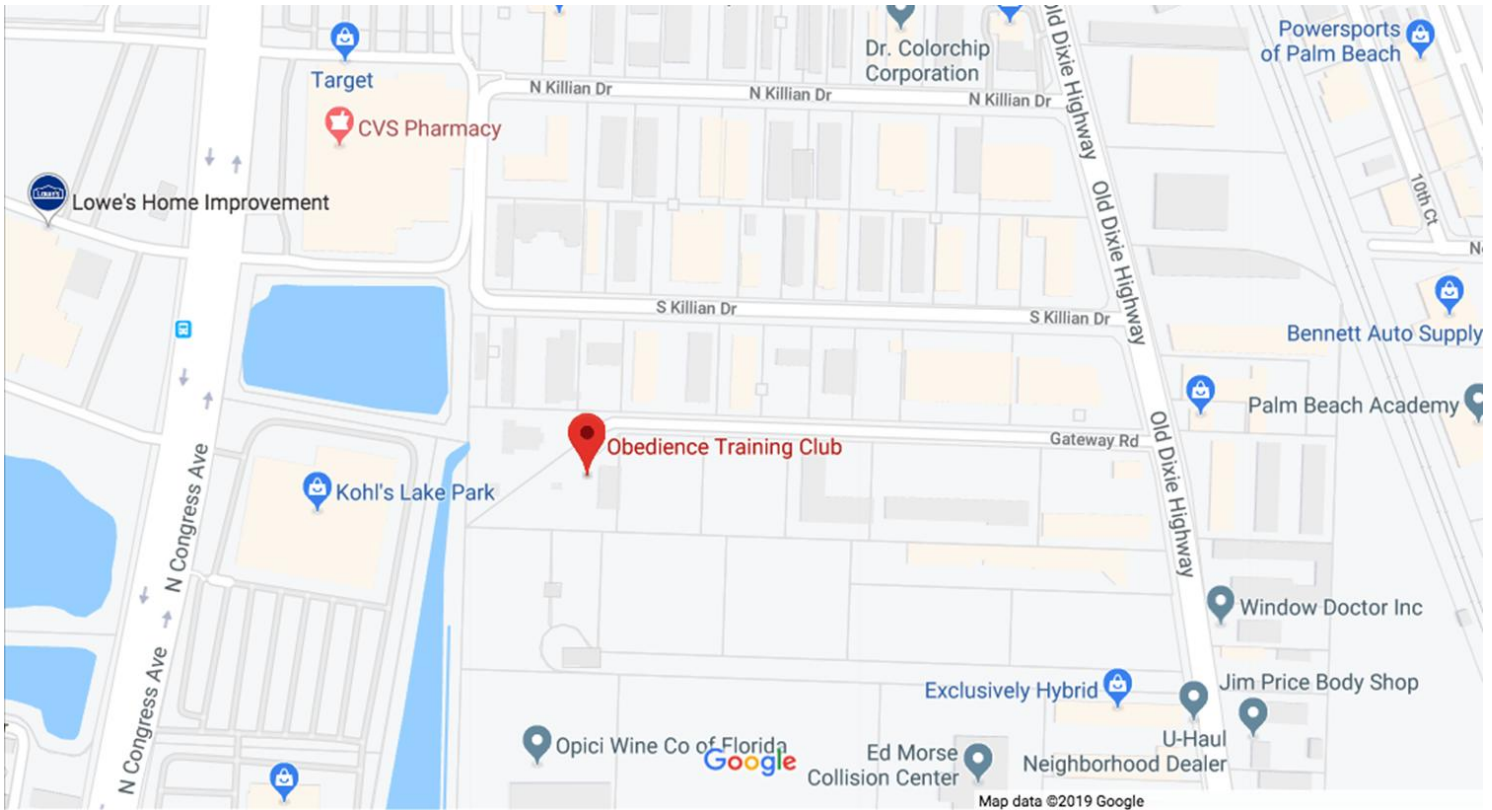 Target
Dr. Colorchip
Corporation
Old Dixie Highway
Powersports
of Palm Beach
N Killian Dr
N Killian Dr
N Killian Dr
CVS Pharmacy
Lowe's
Lowe's Home Improvement
10th Ct
Old Dixie Highway
S Killian Dr
S Killian Dr
Bennett Auto Supply
Palm Beach Academy
Obedience Training Club
Gateway Rd
Old Dixie Highway
Kohl's Lake Park
N Congress Ave
Window Doctor Inc
N Congress Ave
Exclusively Hybrid
Jim Price Body Shop
Opici Wine Co of Florida
Google
Ed Morse
Collision Center
U-Haul
Neighborhood Dealer
Map data ©2019 Google